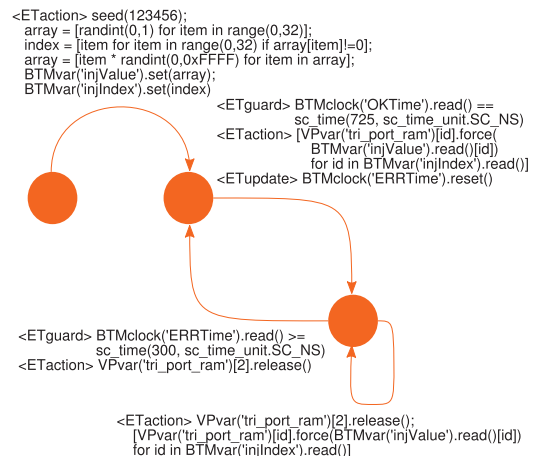 <ETaction> seed(123456);
array = [randint(0,1) for item in range(0,32)];
index = [item for item in range(0,32) if array[item]!=0];
array = [item * randint(0,0xFFFF) for item in array];
BTMvar('injValue').set(array);
BTMvar('injIndex').set(index)
<ETguard> BTMclock('OKTime').read() ==
sc_time(725, sc_time_unit.SC_NS)
<ETaction> [VPvar('tri_port_ram')[id].force(
BTMvar('injValue').read()[id])
for id in BTMvar('injIndex').read()]
<ETupdate> BTMclock('ERRTime').reset()
<ETguard> BTMclock('ERRTime').read() >=
sc_time(300, sc_time_unit.SC_NS)
<ETaction> VPvar('tri_port_ram')[2].release()
<ETaction> VPvar('tri_port_ram')[2].release();
[VPvar('tri_port_ram')[id].force(BTMvar('injValue').read()[id])
for id in BTMvar('injIndex').read()]